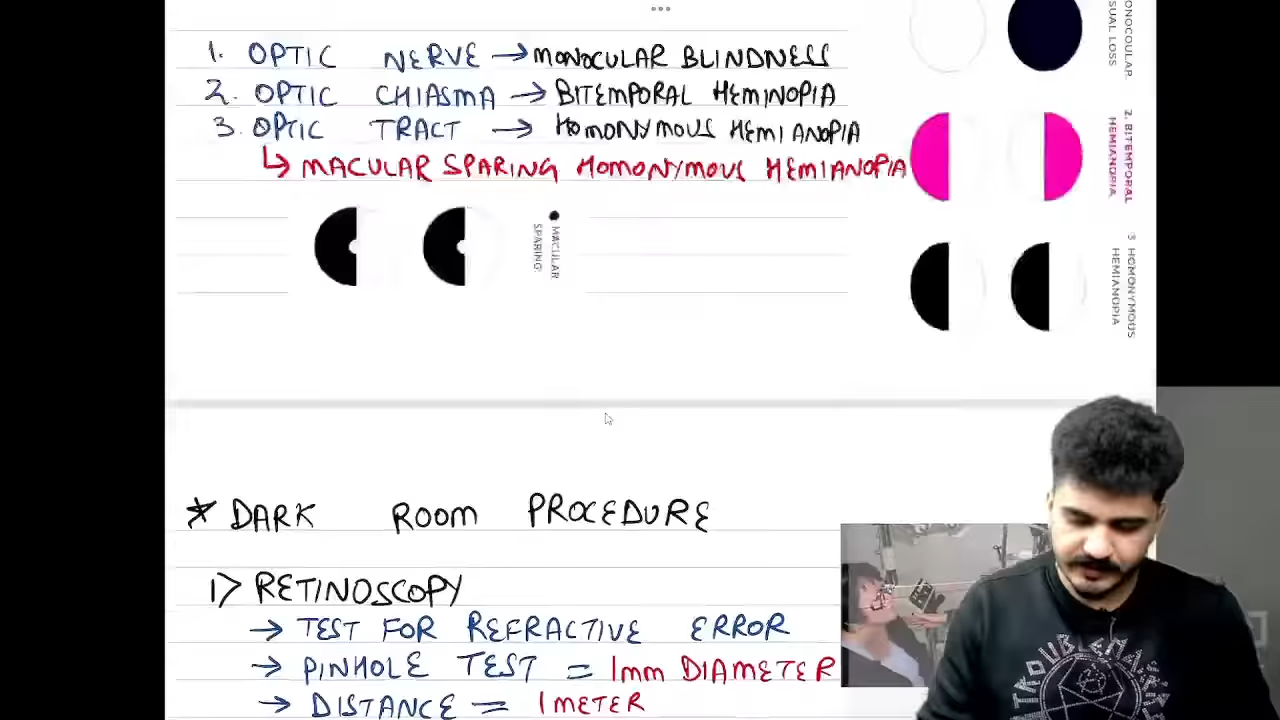 1. OPTIC NERVE → MONOCULAR BLINDNESS
2. OPTIC CHIASMA → BITEMPORAL HEMINOPIA
3. OPTIC TRACT → HOMONYMOUS HEMIANOPIA
↳ MACULAR SPARING HOMONYMOUS HEMIANOPIA
MACULAR
SPARING
ONOCOULAR
SUAL LOSS
2. BITEMPORAL
HEMIANOPIA
3 HOMONYMOUS
HEMIANOPIA
* DARK ROOM PROCEDURE
1> RETINOSCOPY
→ TEST FOR REFRACTIVE ERROR
→ PINHOLE TEST = 1mm DIAMETER
→ DISTANCE = 1 METER